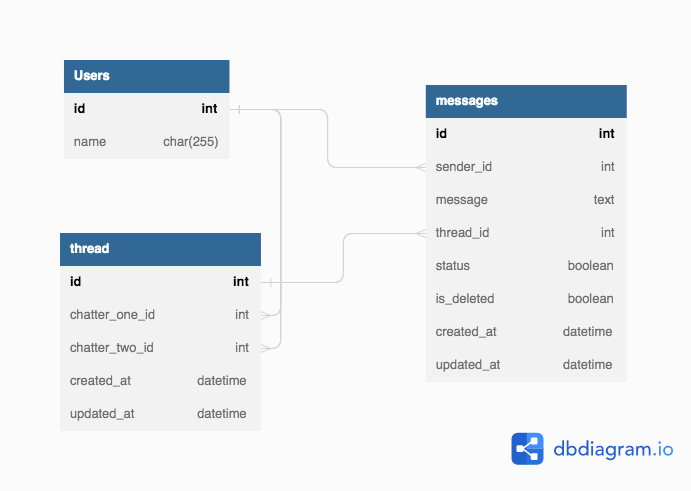 Users
id int
name char(255)
thread
id int
chatter_one_id int
chatter_two_id int
created_at datetime
updated_at datetime
messages
id int
sender_id int
message text
thread_id int
status boolean
is_deleted boolean
created_at datetime
updated_at datetime
dbdiagram.io